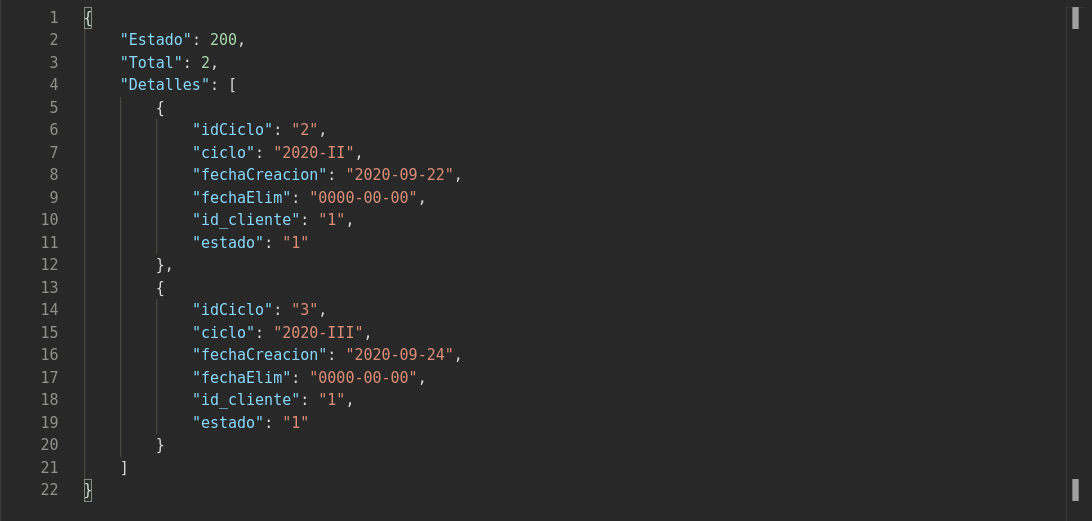 1 {
2     "Estado": 200,
3     "Total": 2,
4     "Detalles": [
5         {
6             "idCiclo": "2",
7             "ciclo": "2020-II",
8             "fechaCreacion": "2020-09-22",
9             "fechaElim": "0000-00-00",
10             "id_cliente": "1",
11             "estado": "1"
12         },
13         {
14             "idCiclo": "3",
15             "ciclo": "2020-III",
16             "fechaCreacion": "2020-09-24",
17             "fechaElim": "0000-00-00",
18             "id_cliente": "1",
19             "estado": "1"
20         }
21     ]
22 }